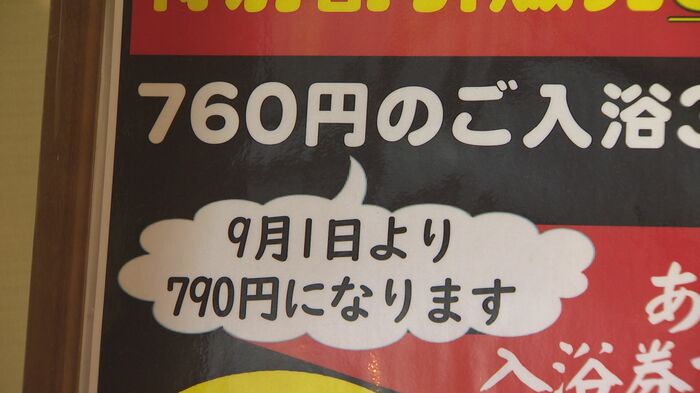 760円のご入浴
9月1日より
790円になります
あ
入浴券